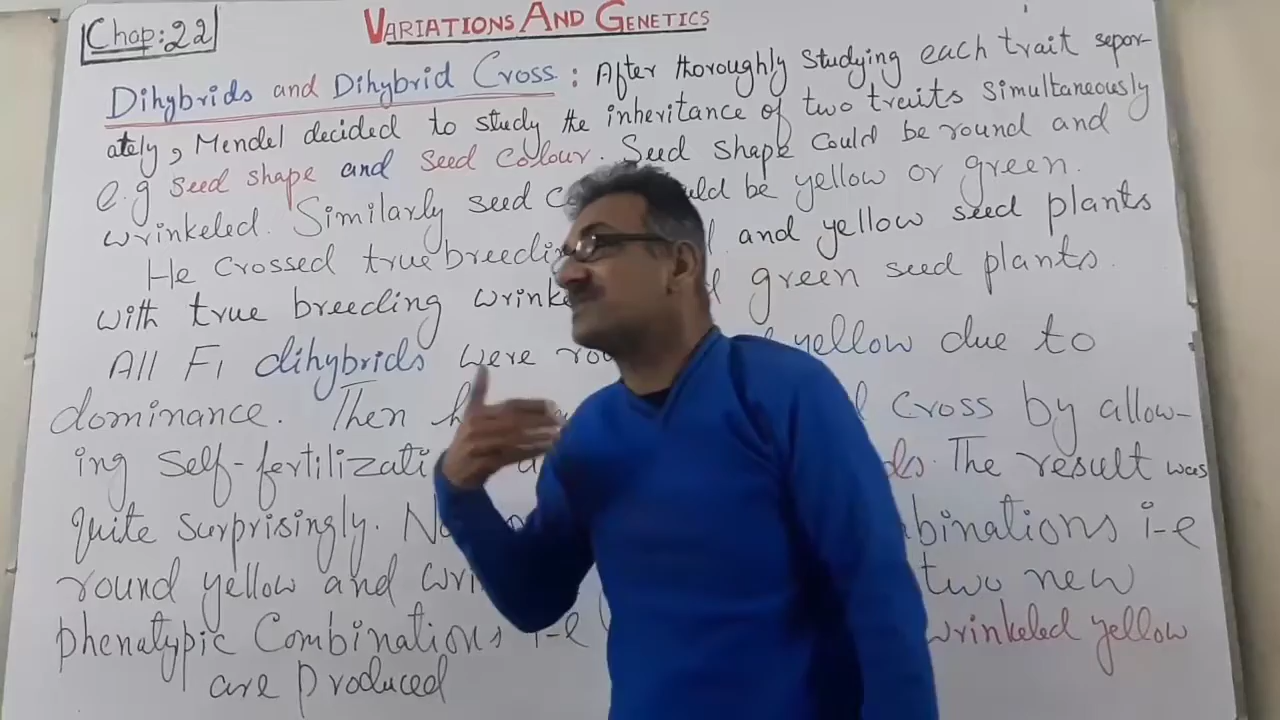 Chap:22
VARIATIONS AND GENETICS
Dihybrids and Dihybrid Cross : After thoroughly studying each trait separ-
ately, Mendel decided to study the inheritance of two traits simultaneously
e.g seed shape and seed colour. Seed shape could be round and
wrinkeled. Similarly seed be yellow or green.
He crossed true and yellow seed plants
with true breeding green seed plants.
All F1 dihybrids were yellow due to
dominance. Then cross by allow-
ing self-fertilizati The result was
quite surprisingly. i-e
round yellow and two new
phenatypic Combinations i-e wrinkeled yellow
are produced